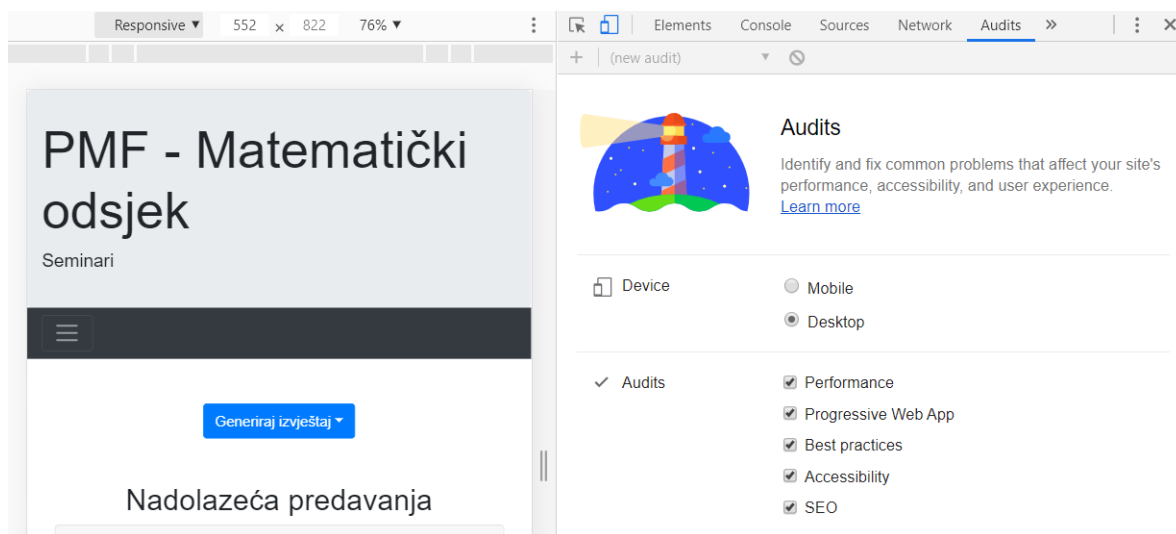 Responsive ▼ 552 x 822 76% ▼
PMF - Matematički
odsjek
Seminari
Generiraj izvještaj
Nadolazeća predavanja
Elements Console Sources Network Audits »
+ (new audit) ▼
Audits
Identify and fix common problems that affect your site's
performance, accessibility, and user experience.
Learn more
Device
Mobile
Desktop
Audits
Performance
Progressive Web App
Best practices
Accessibility
SEO